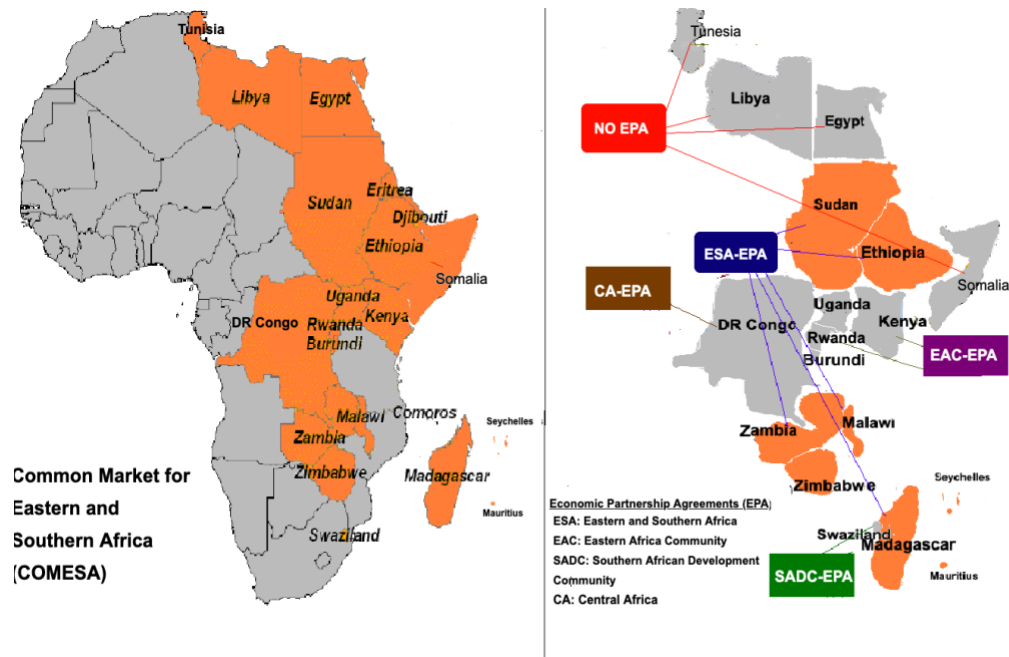 Tunisia
Libya
Egypt
Sudan
Eritrea
Djibouti
Ethiopia
Somalia
Uganda
Kenya
DR Congo
Rwanda
Burundi
Malawi
Comoros
Seychelles
Zambia
Zimbabwe
Madagascar
Mauritius
Swaziland
Common Market for
Eastern and
Southern Africa
(COMESA)
Tunesia
Libya
Egypt
NO EPA
Sudan
ESA-EPA
Ethiopia
Somalia
CA-EPA
Uganda
DR Congo
Kenya
Rwanda
EAC-EPA
Burundi
Malawi
Zambia
Zimbabwe
Seychelles
Swaziland
Madagascar
Mauritius
SADC-EPA
Economic Partnership Agreements (EPA)
ESA: Eastern and Southern Africa
EAC: Eastern Africa Community
SADC: Southern African Development
Community
CA: Central Africa